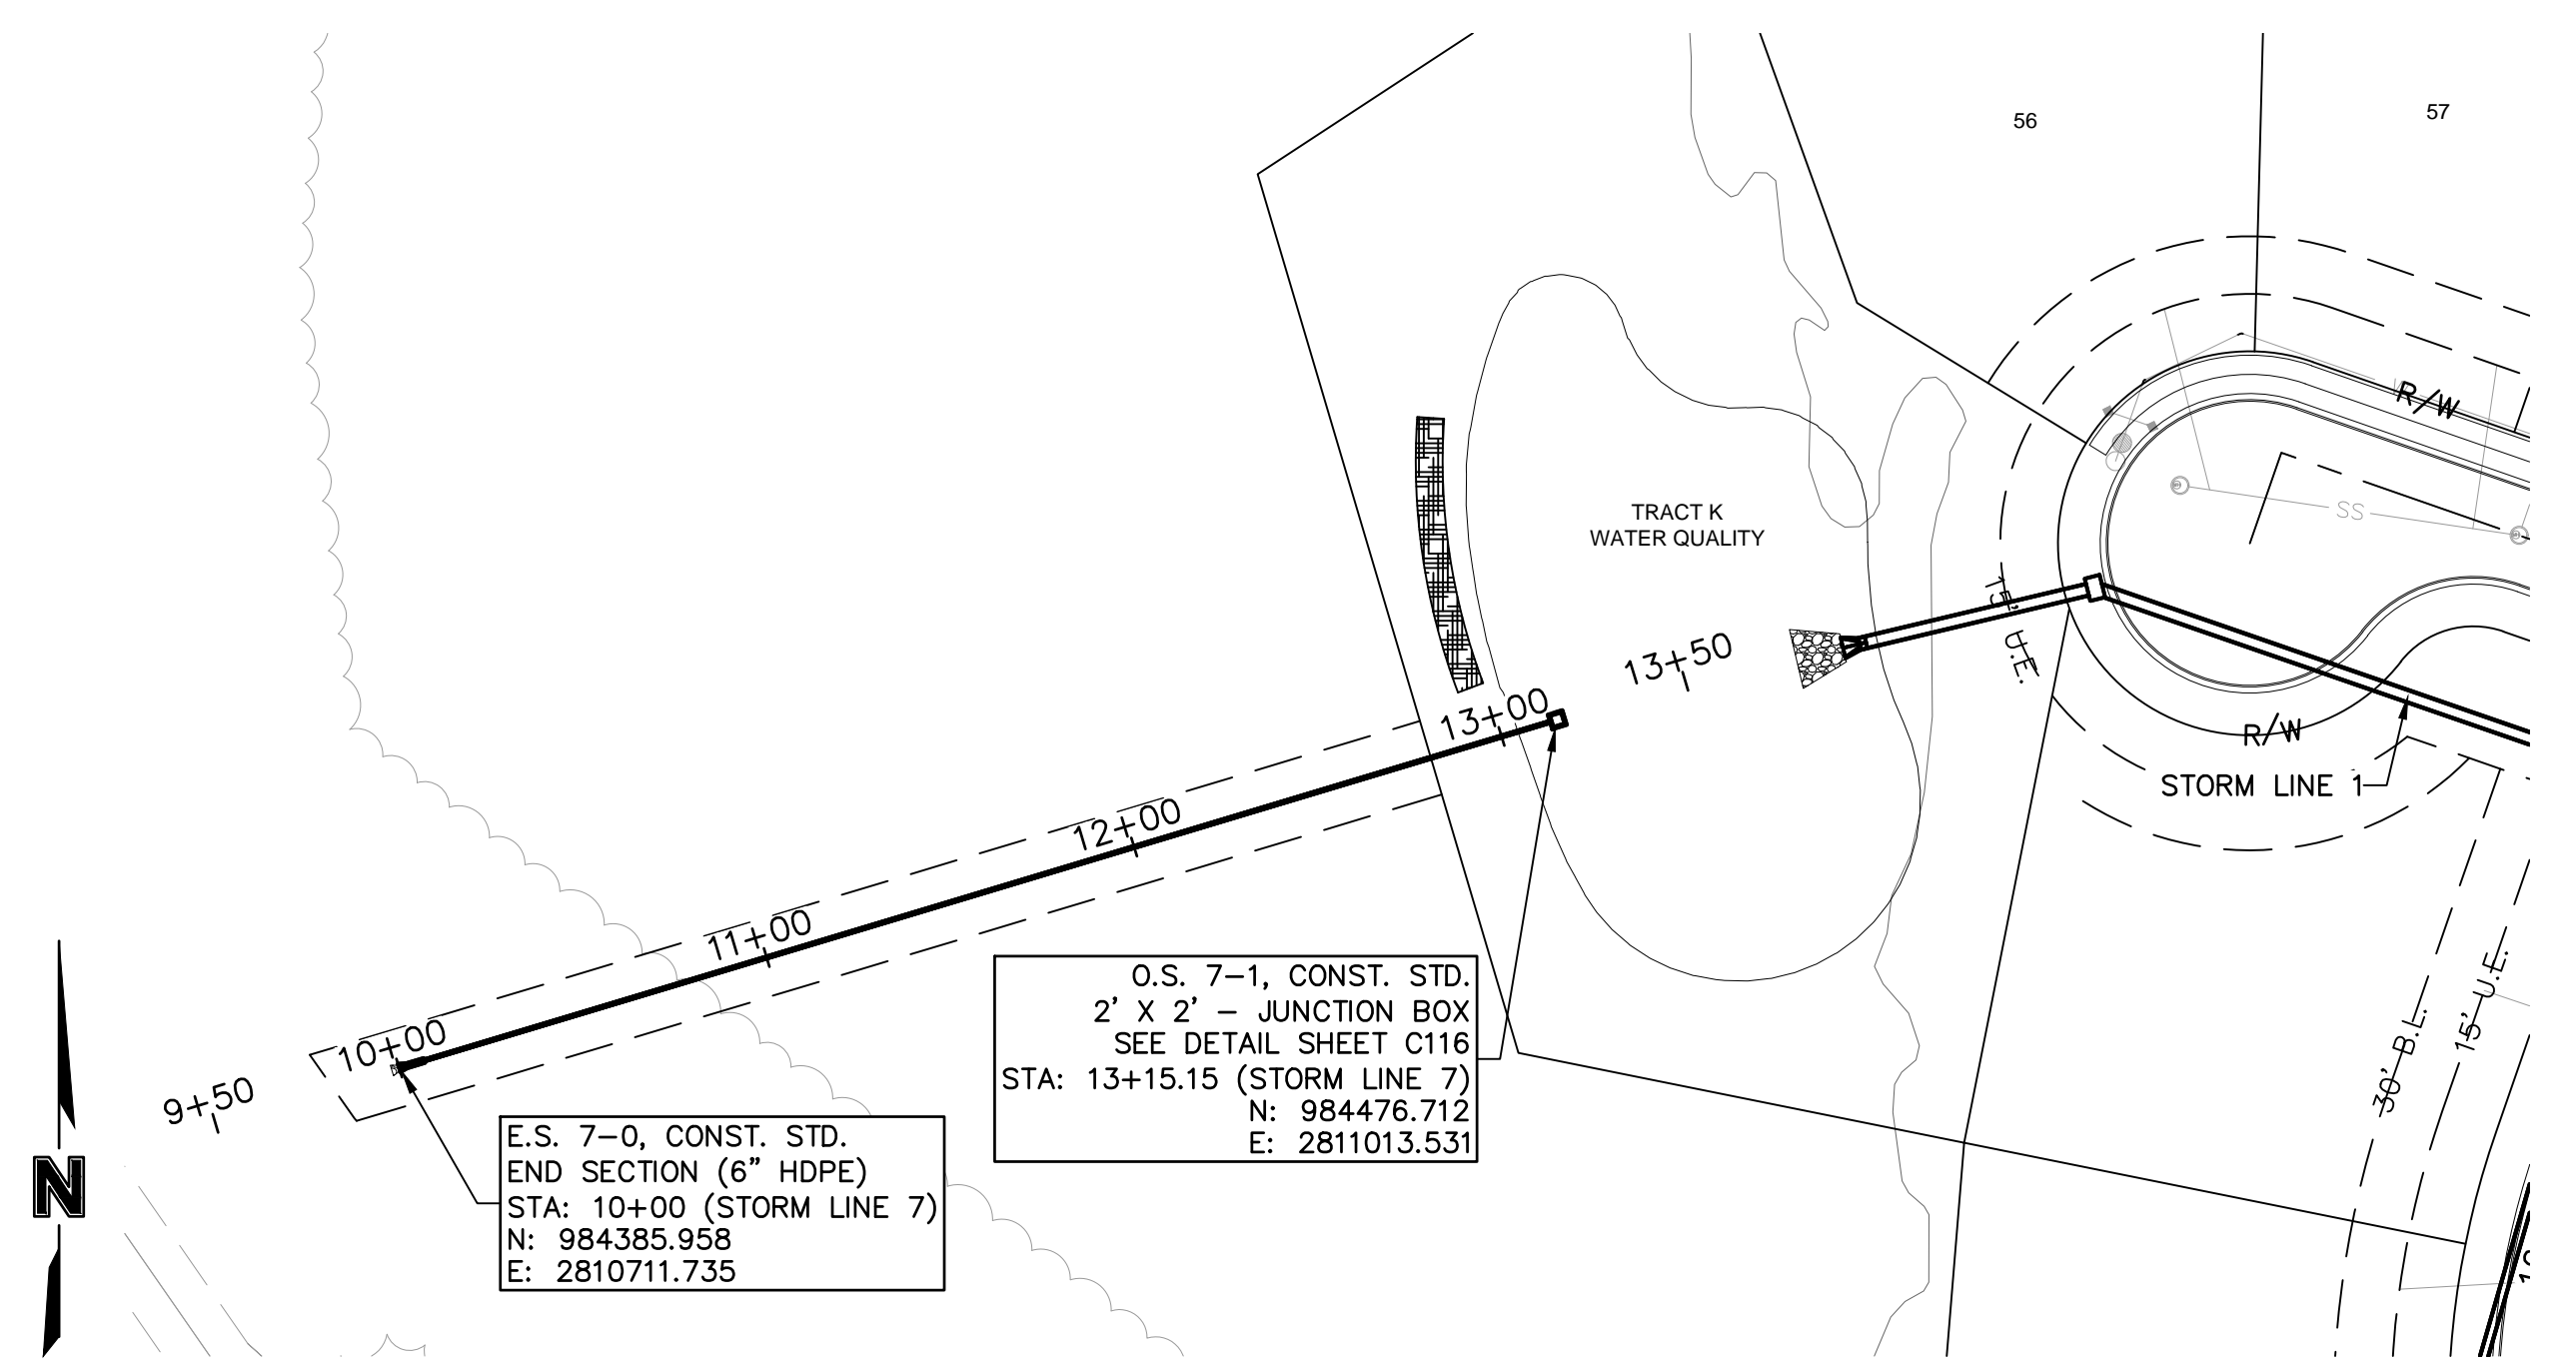 56
57
R/W
SS
TRACT K
WATER QUALITY
15' U.E.
13+50
13+00
R/W
STORM LINE 1
12+00
11+00
10+00
9+50
O.S. 7-1, CONST. STD.
2' X 2' - JUNCTION BOX
SEE DETAIL SHEET C116
STA: 13+15.15 (STORM LINE 7)
N: 984476.712
E: 2811013.531
E.S. 7-0, CONST. STD.
END SECTION (6" HDPE)
STA: 10+00 (STORM LINE 7)
N: 984385.958
E: 2810711.735
30' B.L.
15' U.E.
N